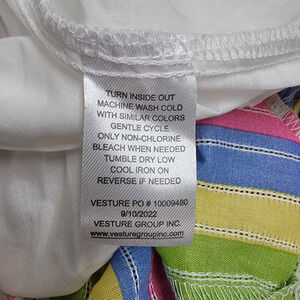 TURN INSIDE OUT
MACHINE WASH COLD
WITH SIMILAR COLORS
GENTLE CYCLE
ONLY NON-CHLORINE
BLEACH WHEN NEEDED
TUMBLE DRY LOW
COOL IRON ON
REVERSE IF NEEDED
VESTURE PO # 10009480
9/10/2022
VESTURE GROUP INC.
vesturegroupinc.com